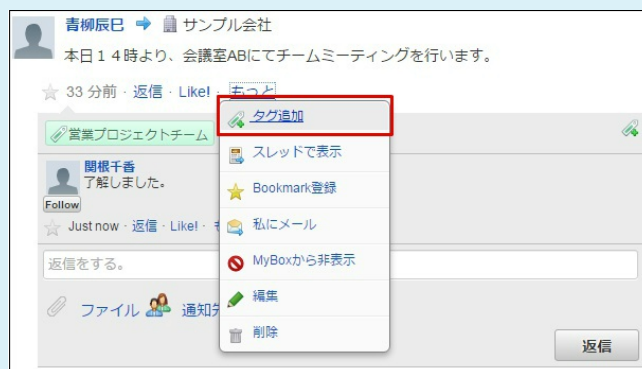 青柳辰巳 サンプル会社
本日１４時より、会議室ABにてチームミーティングを行います。
33 分前 · 返信 · Like! · もっと
タグ追加
営業プロジェクトチーム
スレッドで表示
関根千香
了解しました。
Follow
Bookmark登録
Just now · 返信 · Like! ·
私にメール
返信をする。
MyBoxから非表示
ファイル 通知先
編集
削除
返信